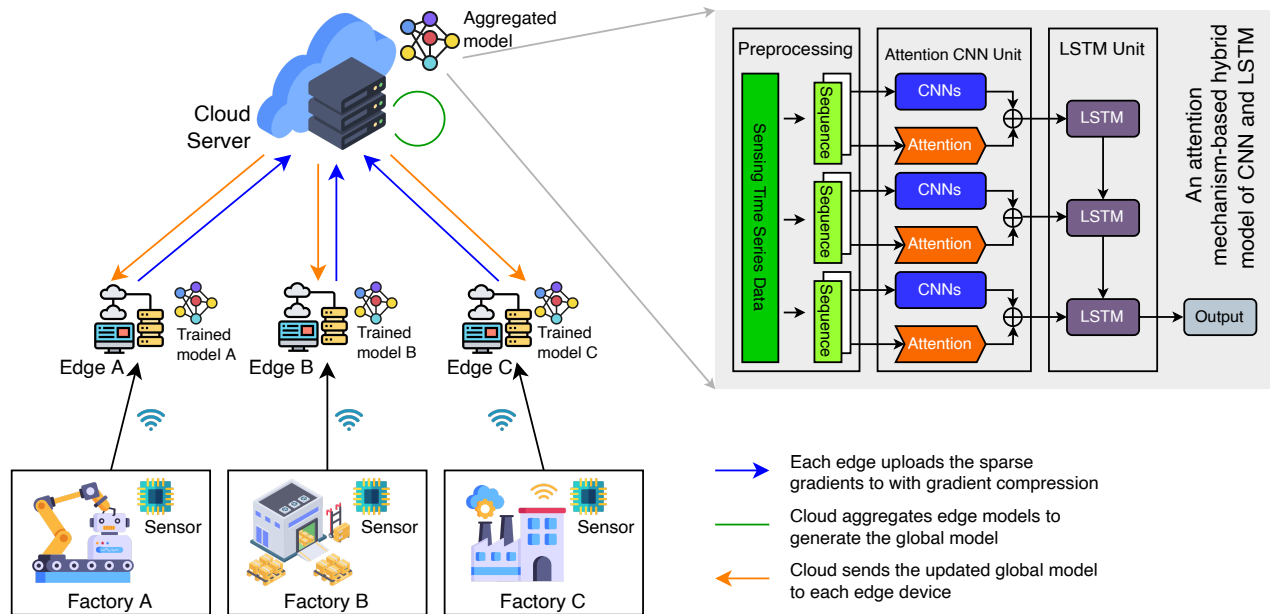 Aggregated
model
Cloud
Server
Trained
model A
Trained
model B
Trained
model C
Edge A
Edge B
Edge C
Sensor
Sensor
Sensor
Factory A
Factory B
Factory C
Preprocessing
Attention CNN Unit
LSTM Unit
Sensing Time Series Data
Sequence
CNNs
Attention
LSTM
Sequence
CNNs
Attention
LSTM
Sequence
CNNs
Attention
LSTM
Output
An attention
mechanism-based hybrid
model of CNN and LSTM
Each edge uploads the sparse
gradients to with gradient compression
Cloud aggregates edge models to
generate the global model
Cloud sends the updated global model
to each edge device